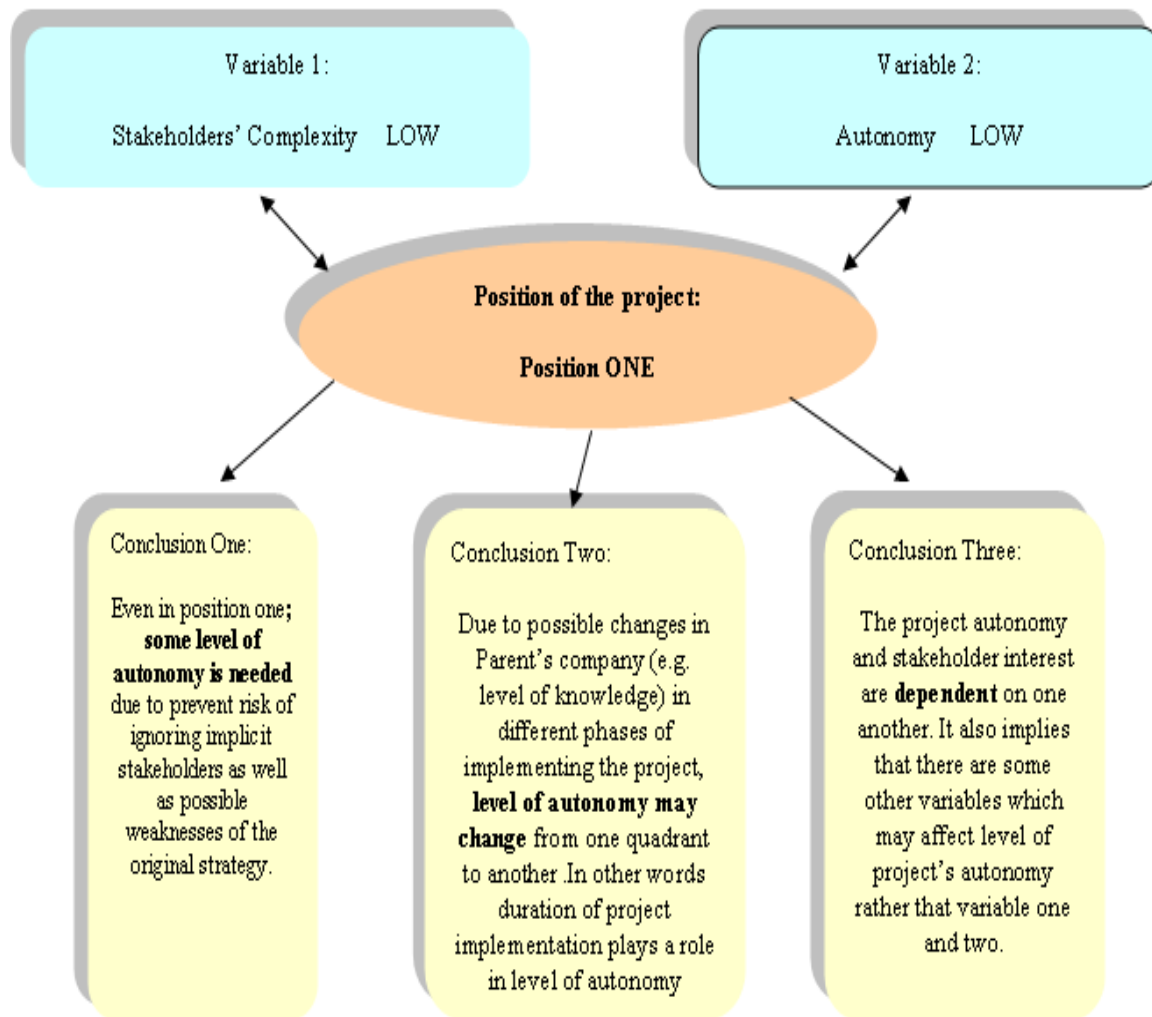 Variable 1:
Stakeholders' Complexity LOW
Variable 2:
Autonomy LOW
Position of the project:
Position ONE
Conclusion One:
Even in position one; 
some level of
autonomy is needed
due to prevent risk of
ignoring implicit
stakeholders as well
as possible
weaknesses of the
original strategy.
Conclusion Two:
Due to possible changes in
Parent's company (e.g.
level of knowledge) in
different phases of
implementing the project,
level of autonomy may
change from one quadrant
to another .In other words
duration of project
implementation plays a role
in level of autonomy
Conclusion Three:
The project autonomy
and stakeholder interest
are dependent on one
another. It also implies
that there are some
other variables which
may affect level of
project's autonomy
rather that variable one
and two.